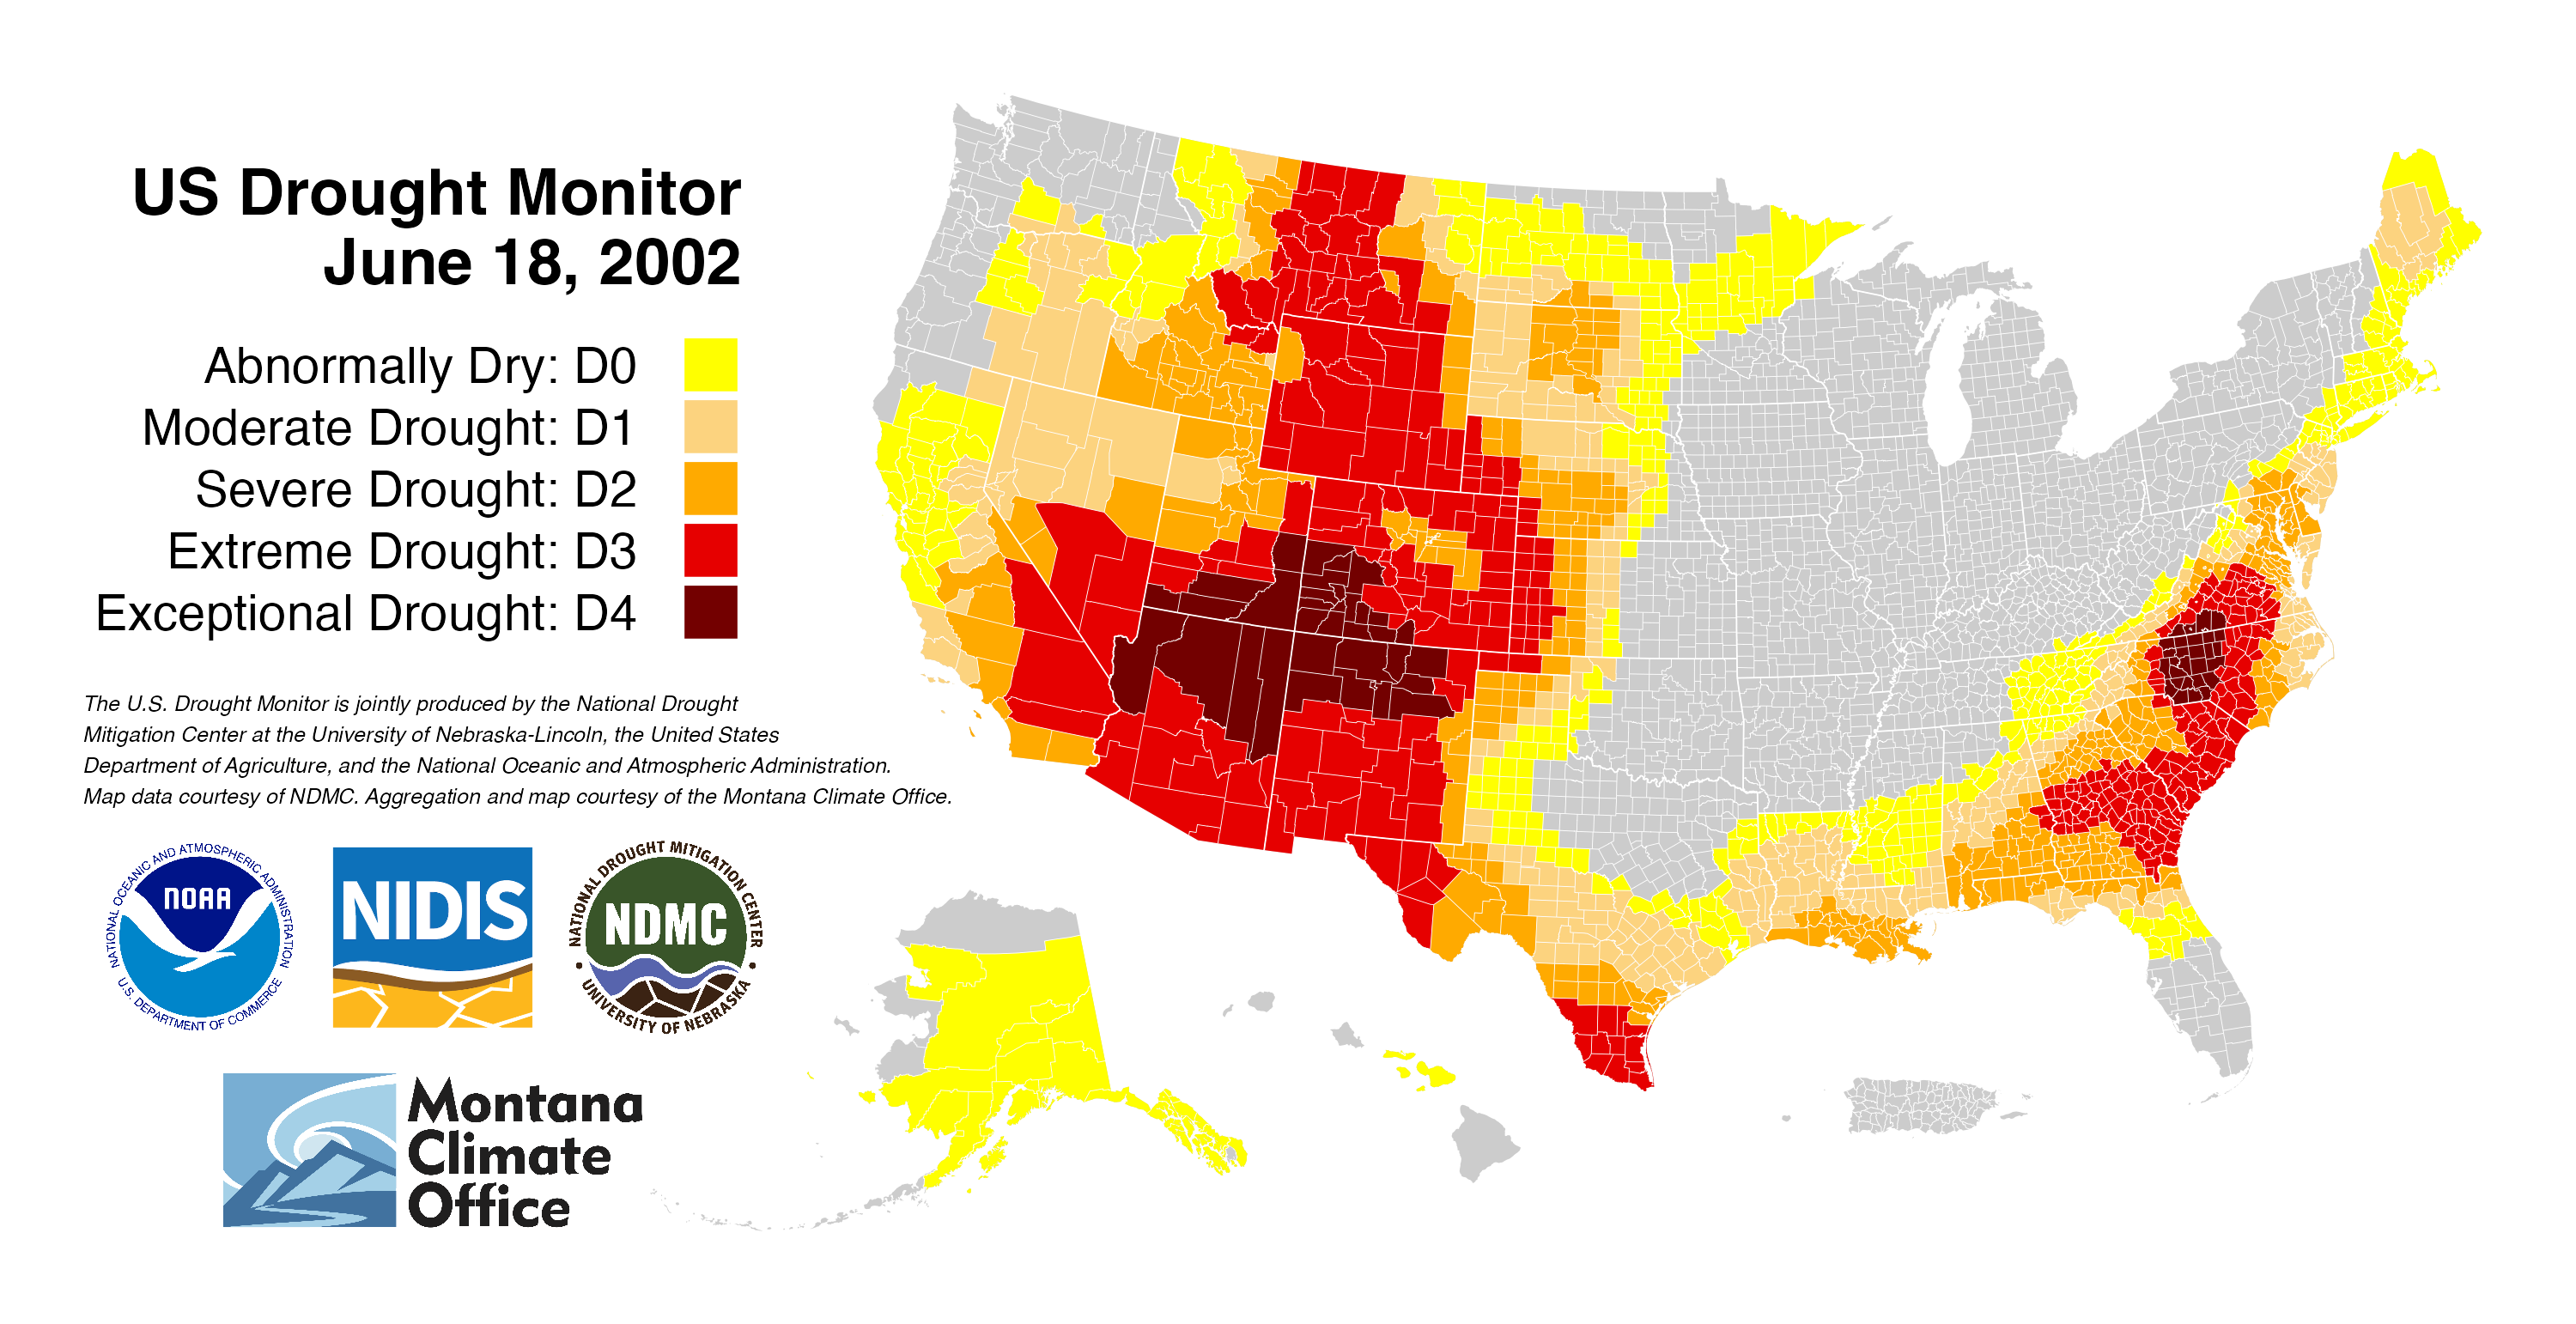 US Drought Monitor
June 18, 2002
Abnormally Dry: D0
Moderate Drought: D1
Severe Drought: D2
Extreme Drought: D3
Exceptional Drought: D4
The U.S. Drought Monitor is jointly produced by the National Drought
Mitigation Center at the University of Nebraska-Lincoln, the United States
Department of Agriculture, and the National Oceanic and Atmospheric Administration.
Map data courtesy of NDMC. Aggregation and map courtesy of the Montana Climate Office.
NATIONAL OCEANIC AND ATMOSPHERIC ADMINISTRATION
NOAA
U.S. DEPARTMENT OF COMMERCE
NIDIS
NATIONAL DROUGHT MITIGATION CENTER
NDMC
UNIVERSITY OF NEBRASKA
Montana
Climate
Office